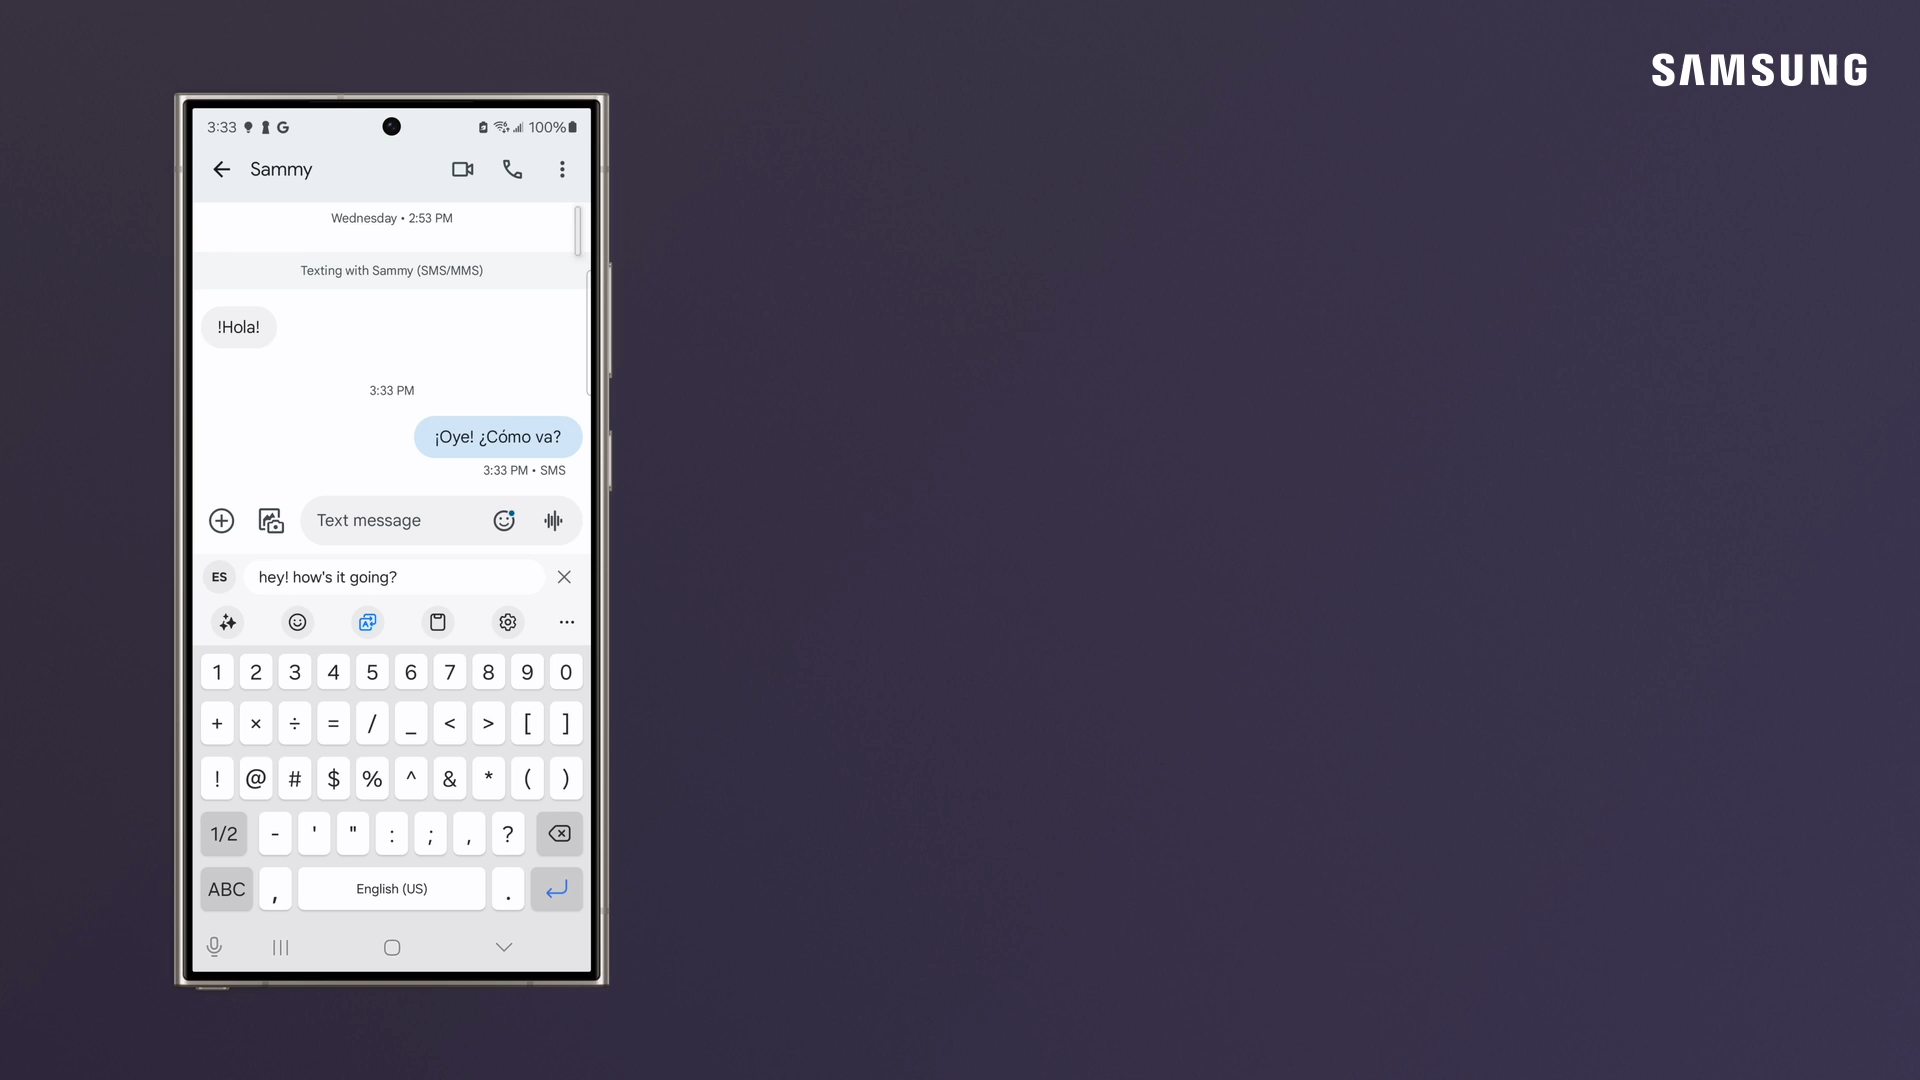 SAMSUNG
3:33 G 100%
Sammy
Wednesday • 2:53 PM
Texting with Sammy (SMS/MMS)
!Hola!
3:33 PM
¡Oye! ¿Cómo va?
3:33 PM • SMS
Text message
ES hey! how's it going?
1 2 3 4 5 6 7 8 9 0
+ × ÷ = / _ < > [ ]
! @ # $ % ^ & * ( )
1/2 - ' " : ; , ?
ABC , English (US) .